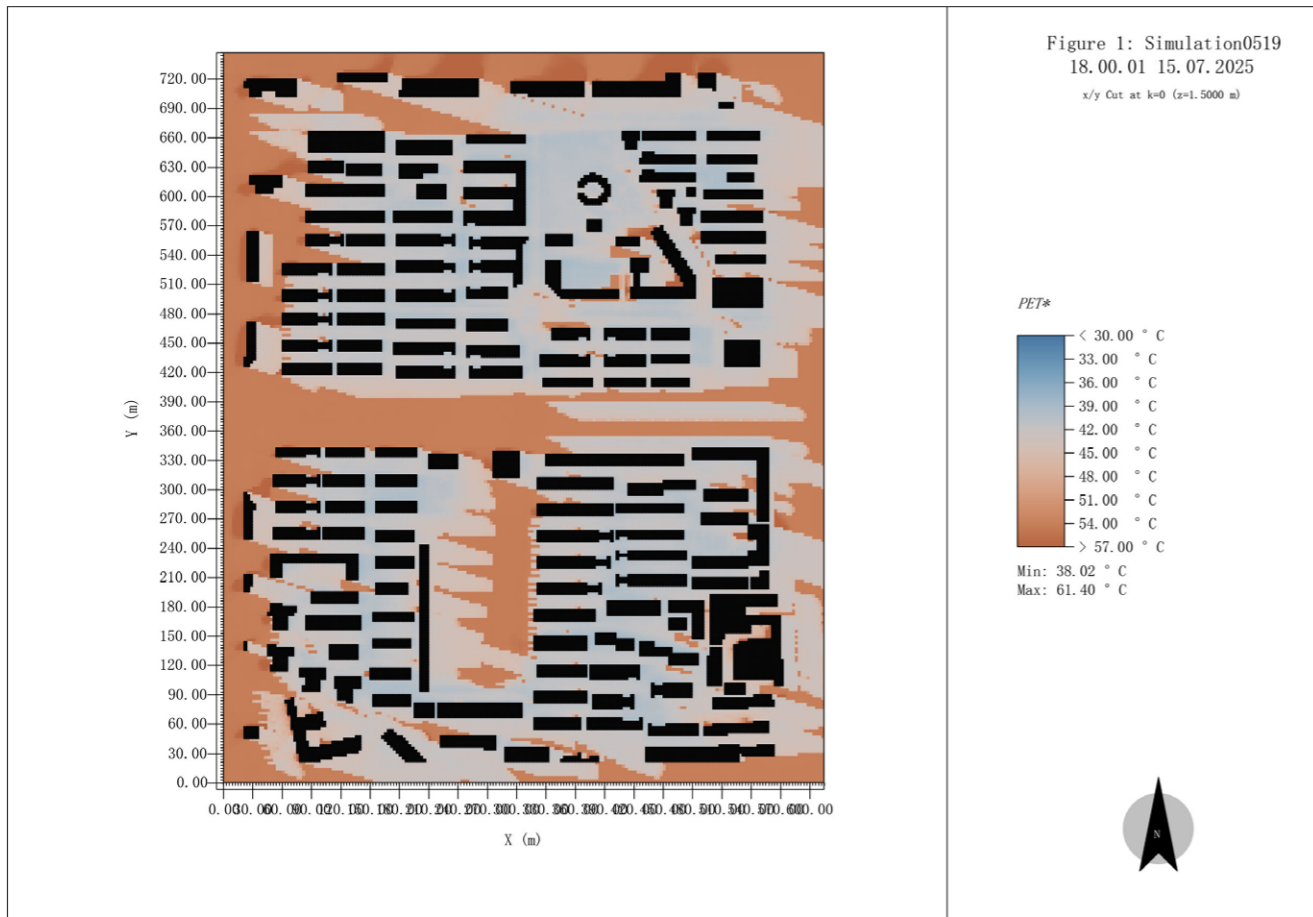 Figure 1: Simulation0519
18.00.01 15.07.2025
x/y Cut at k=0 (z=1.5000 m)
720.00
690.00
660.00
630.00
600.00
570.00
540.00
510.00
480.00
450.00
420.00
390.00
360.00
330.00
300.00
270.00
240.00
210.00
180.00
150.00
120.00
90.00
60.00
30.00
0.00
Y (m)
X (m)
PET*
< 30.00 ° C
33.00 ° C
36.00 ° C
39.00 ° C
42.00 ° C
45.00 ° C
48.00 ° C
51.00 ° C
54.00 ° C
> 57.00 ° C
Min: 38.02 ° C
Max: 61.40 ° C
N